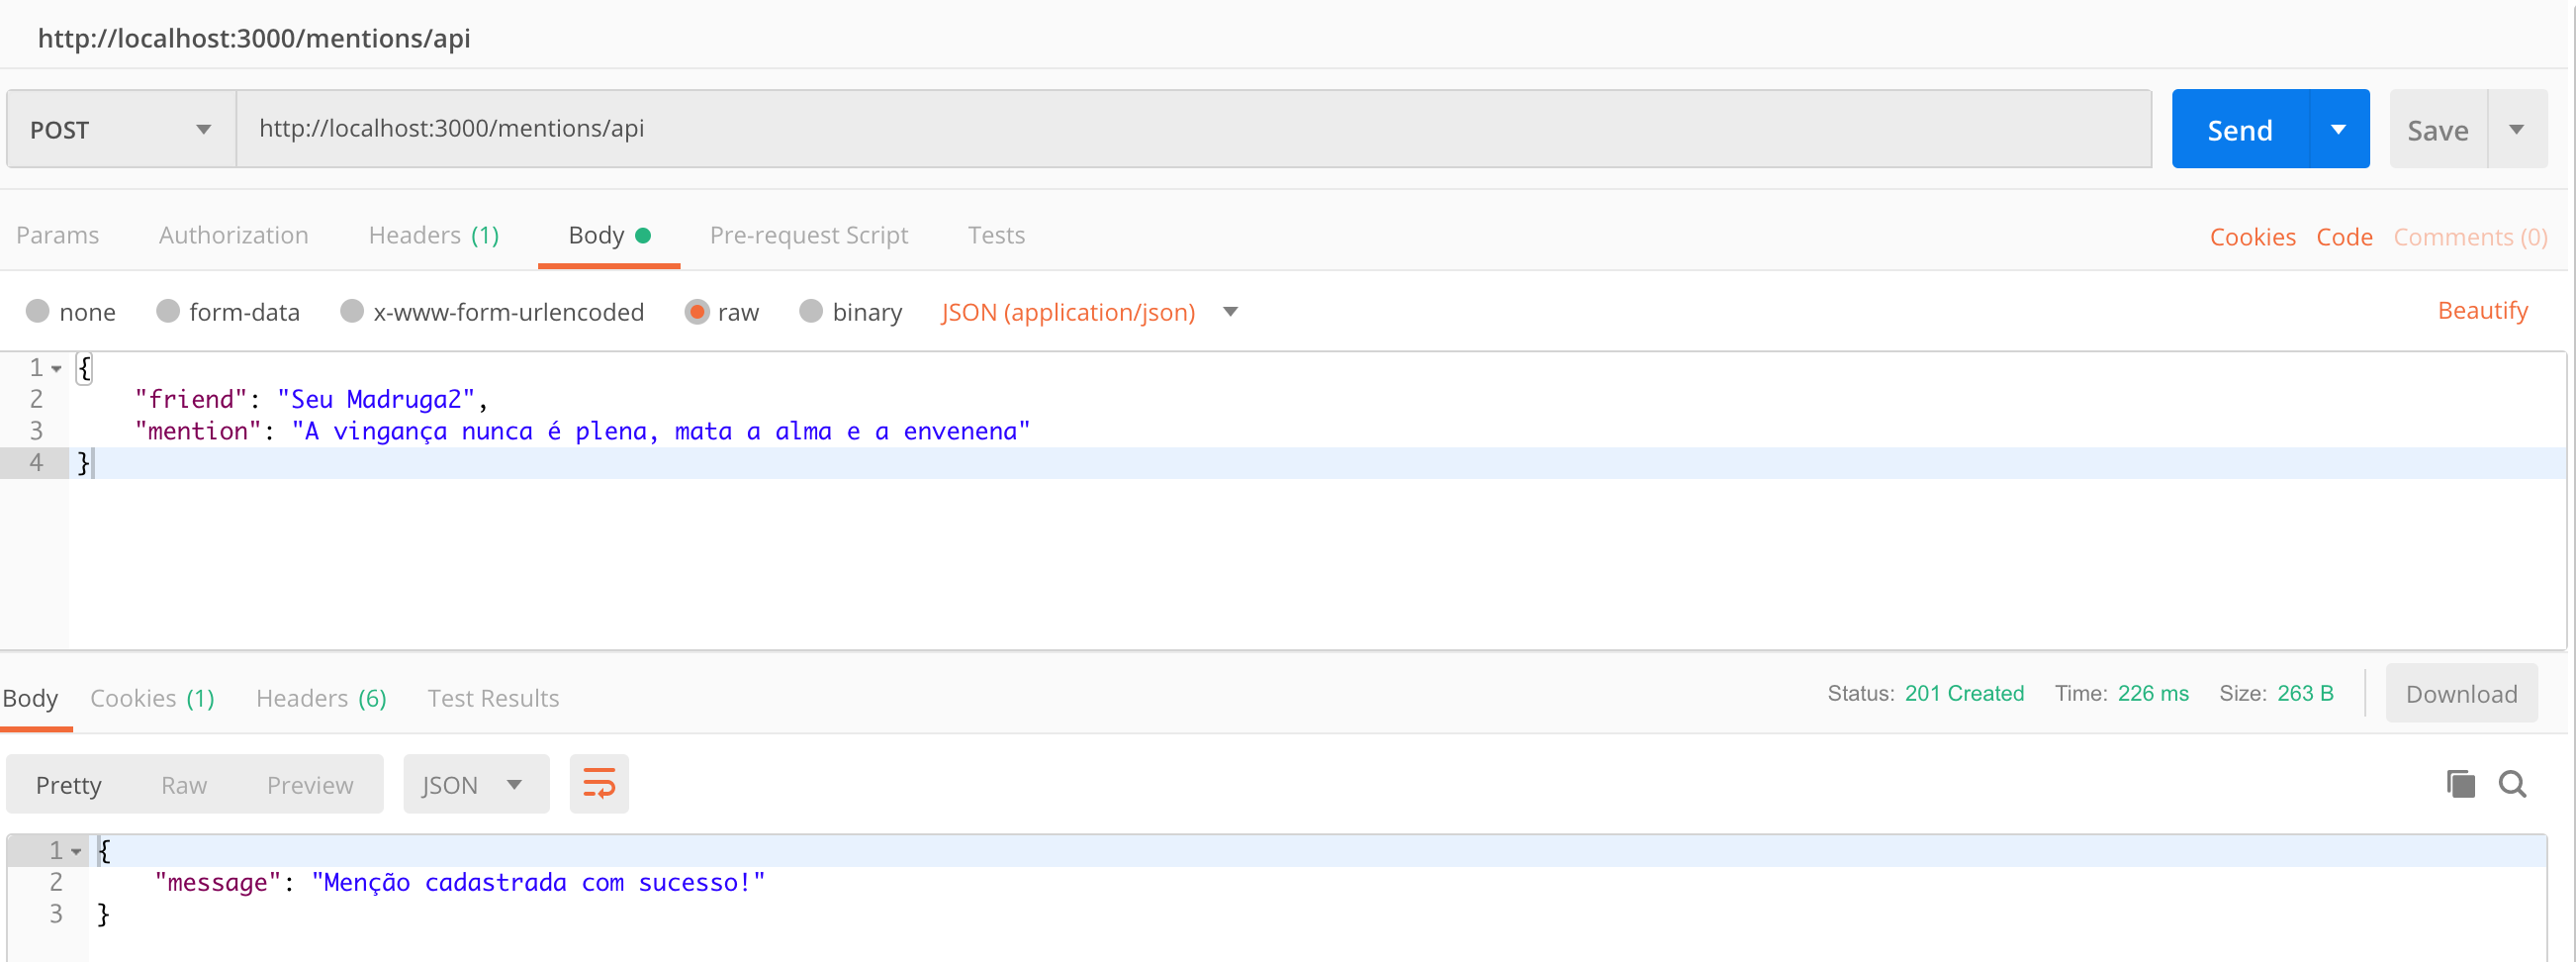 http://localhost:3000/mentions/api
POST http://localhost:3000/mentions/api Send Save
Params Authorization Headers (1) Body Pre-request Script Tests Cookies Code Comments (0)
none form-data x-www-form-urlencoded raw binary JSON (application/json) Beautify
1 {
2 "friend": "Seu Madruga2",
3 "mention": "A vingança nunca é plena, mata a alma e a envenena"
4 }
Body Cookies (1) Headers (6) Test Results Status: 201 Created Time: 226 ms Size: 263 B Download
Pretty Raw Preview JSON
1 {
2 "message": "Menção cadastrada com sucesso!"
3 }